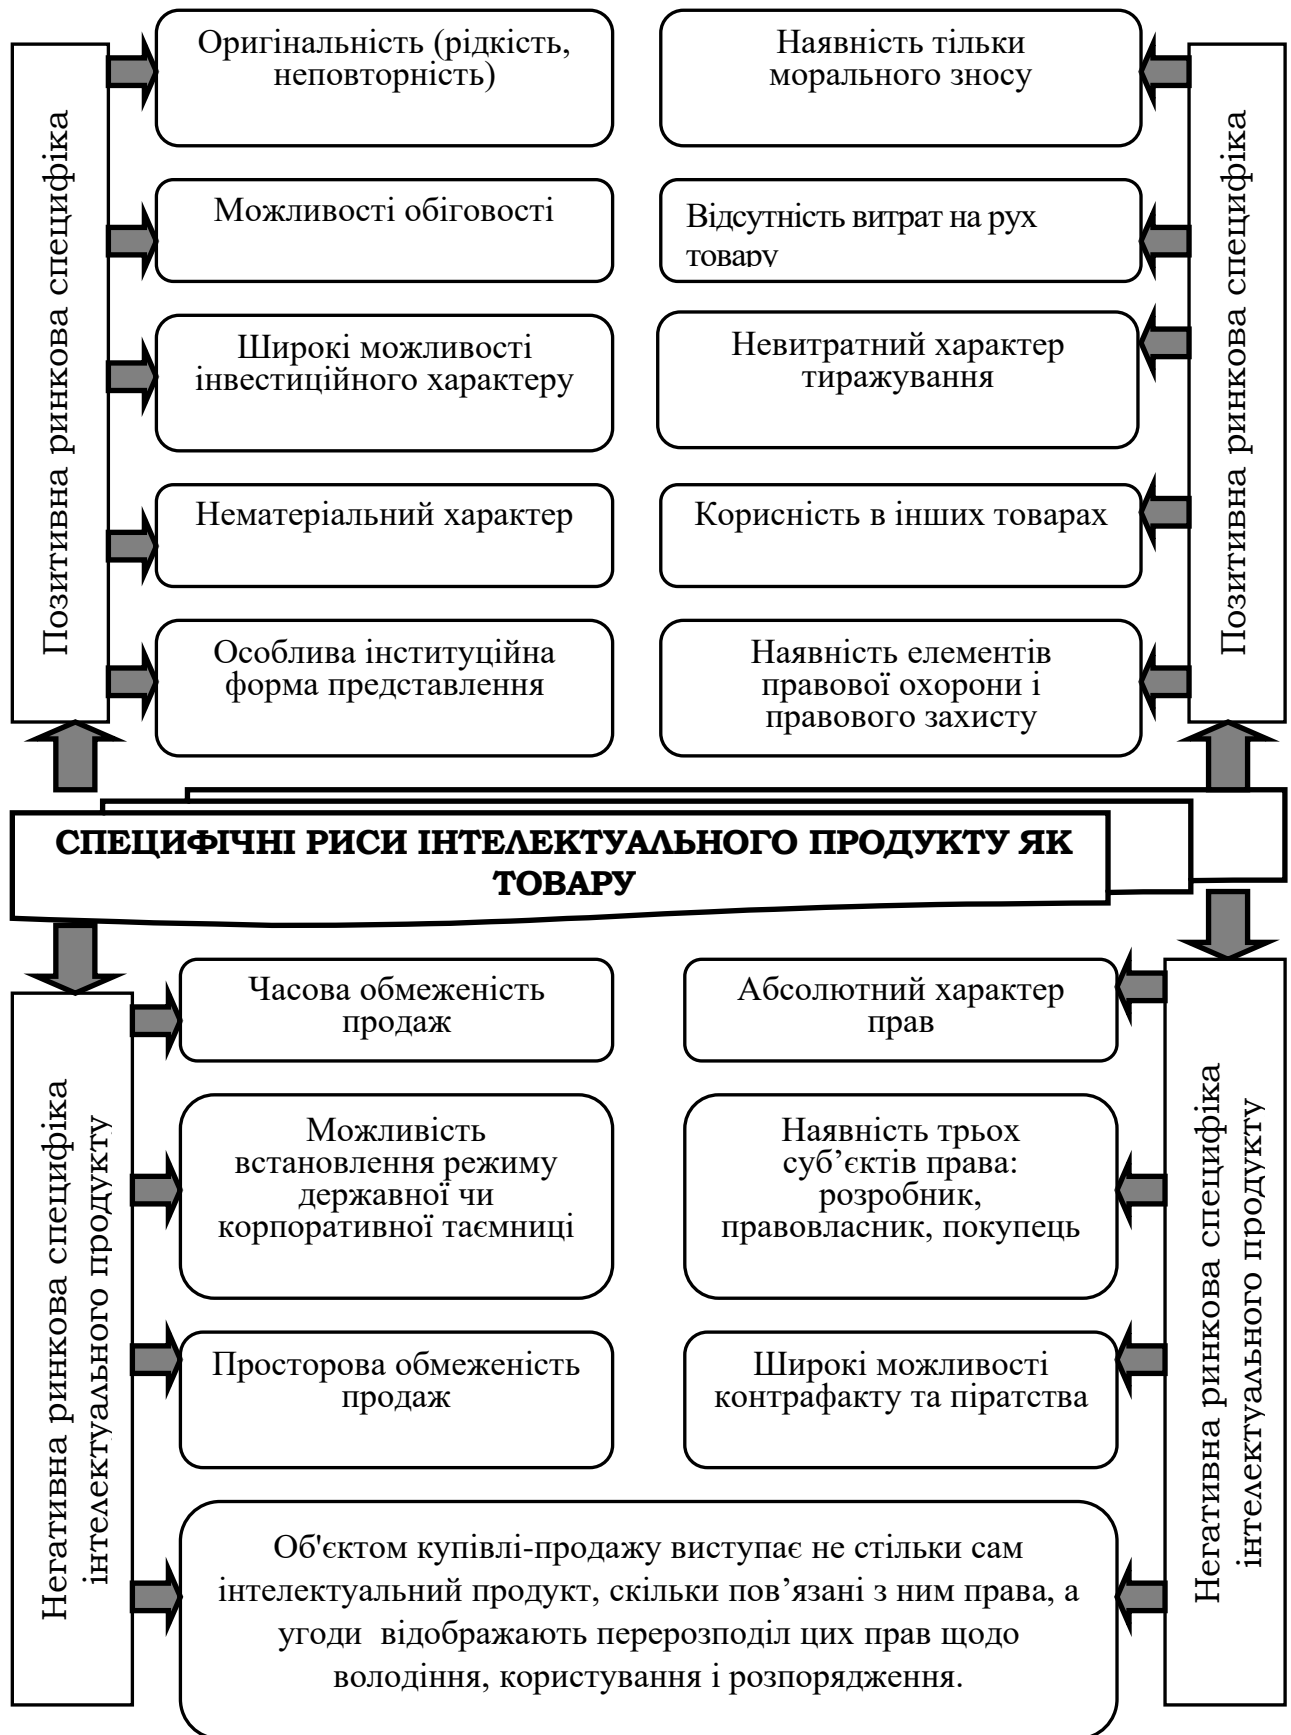 Позитивна ринкова специфіка
Оригінальність (рідкість,
неповторність)
Можливості обіговості
Широкі можливості
інвестиційного характеру
Нематеріальний характер
Особлива інституційна
форма представлення
Наявність тільки
морального зносу
Відсутність витрат на рух
товару
Невитратний характер
тиражування
Корисність в інших товарах
Наявність елементів
правової охорони і
правового захисту
Позитивна ринкова специфіка
СПЕЦИФІЧНІ РИСИ ІНТЕЛЕКТУАЛЬНОГО ПРОДУКТУ ЯК
ТОВАРУ
Негативна ринкова специфіка
інтелектуального продукту
Часова обмеженість
продаж
Можливість
встановлення режиму
державної чи
корпоративної таємниці
Просторова обмеженість
продаж
Абсолютний характер
прав
Наявність трьох
суб’єктів права:
розробник,
правовласник, покупець
Широкі можливості
контрафакту та піратства
Негативна ринкова специфіка
інтелектуального продукту
Об'єктом купівлі-продажу виступає не стільки сам
інтелектуальний продукт, скільки пов’язані з ним права, а
угоди відображають перерозподіл цих прав щодо
володіння, користування і розпорядження.